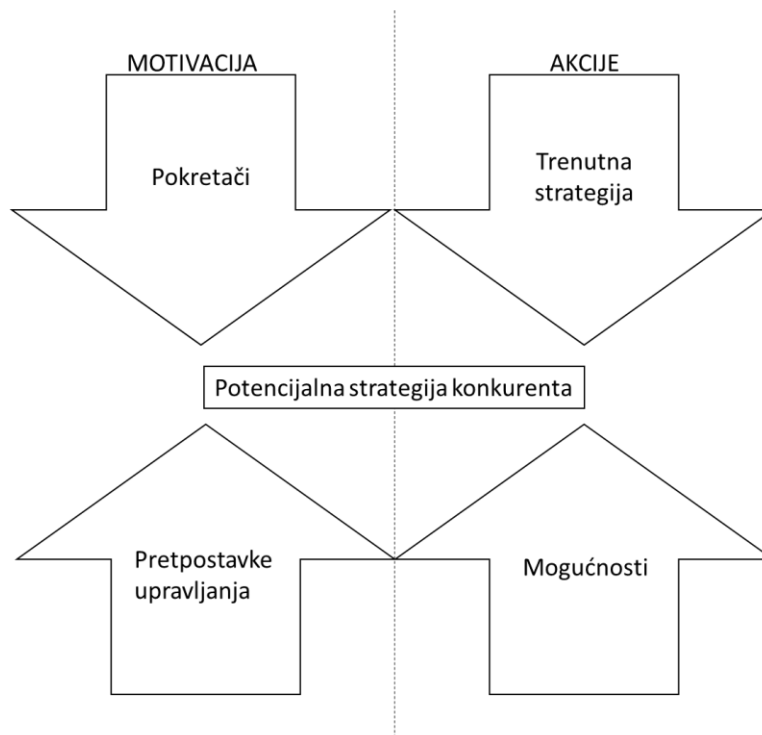 MOTIVACIJA
AKCIJE
Pokretači
Trenutna
strategija
Potencijalna strategija konkurenta
Pretpostavke
upravljanja
Mogućnosti